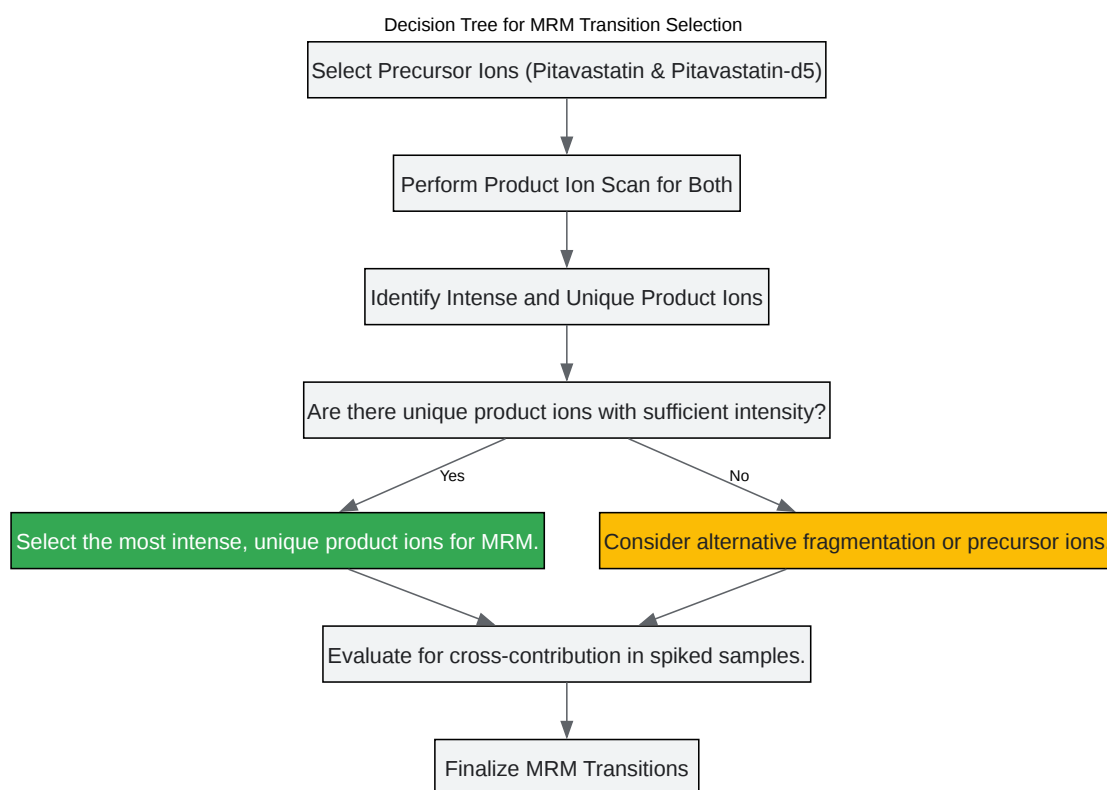 Decision Tree for MRM Transition Selection
Select Precursor Ions (Pitavastatin & Pitavastatin-d5)
Perform Product Ion Scan for Both
Identify Intense and Unique Product Ions
Are there unique product ions with sufficient intensity?
Yes
No
Select the most intense, unique product ions for MRM.
Consider alternative fragmentation or precursor ions
Evaluate for cross-contribution in spiked samples.
Finalize MRM Transitions